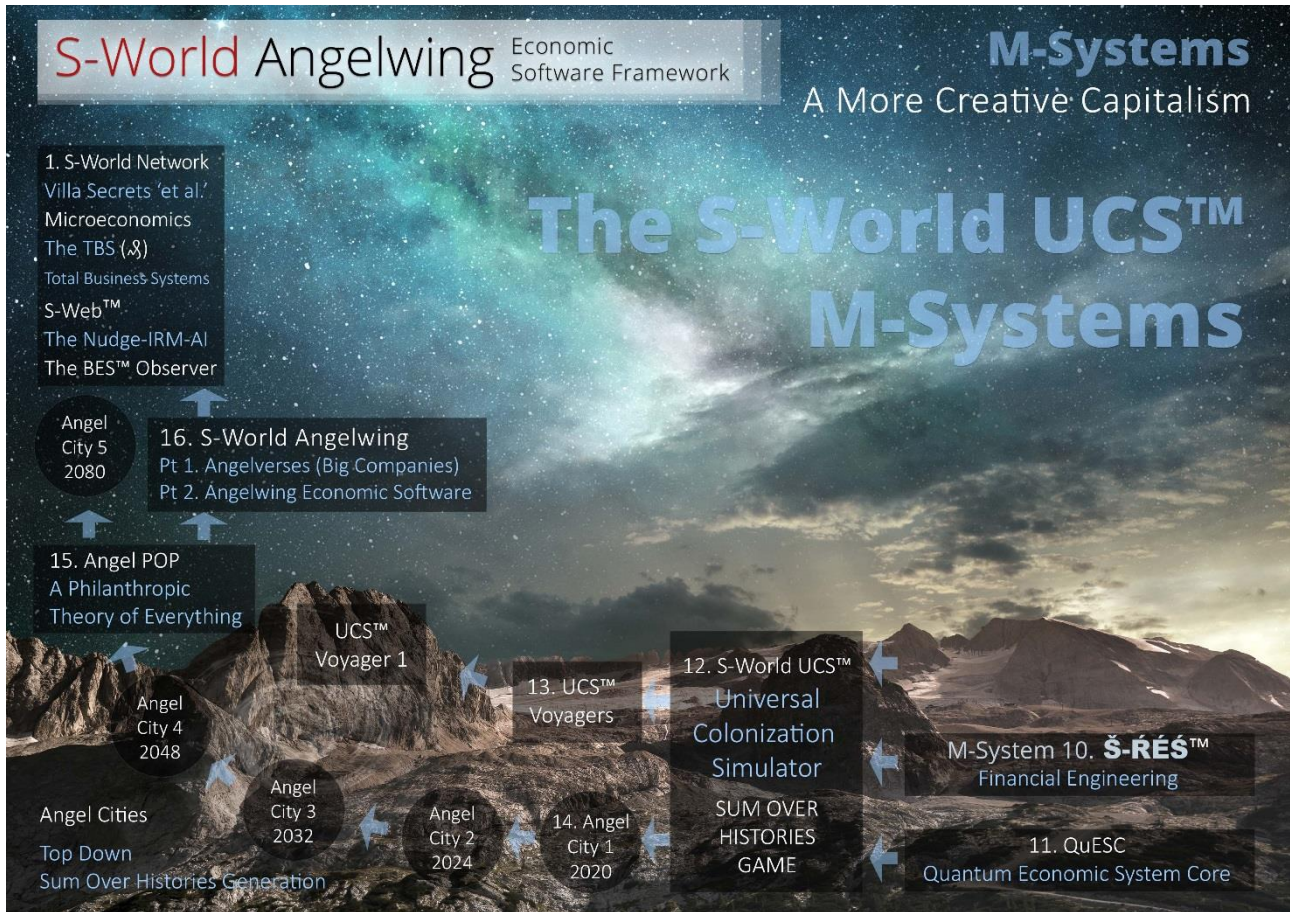 S-World Angelwing Economic
Software Framework
M-Systems
A More Creative Capitalism
The S-World UCS™
M-Systems
1. S-World Network
Villa Secrets ‘et al.’
Microeconomics
The TBS
Total Business Systems
S-Web™
The Nudge-IRM-AI
The BES™ Observer
Angel
City 5
2080
16. S-World Angelwing
Pt 1. Angelverses (Big Companies)
Pt 2. Angelwing Economic Software
15. Angel POP
A Philanthropic
Theory of Everything
UCS™
Voyager 1
13. UCS™
Voyagers
12. S-World UCS™
Universal
Colonization
Simulator
SUM OVER
HISTORIES
GAME
M-System 10. Š-ŔÉŚ™
Financial Engineering
11. QuESC
Quantum Economic System Core
14. Angel
City 1
2020
Angel
City 2
2024
Angel
City 3
2032
Angel
City 4
2048
Angel Cities
Top Down
Sum Over Histories Generation